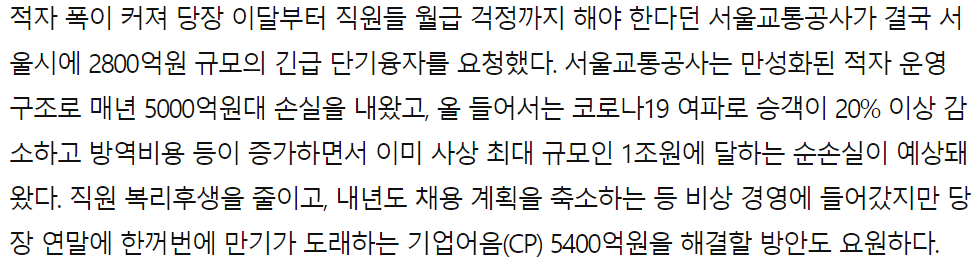 적자 폭이 커져 당장 이달부터 직원들 월급 걱정까지 해야 한다던 서울교통공사가 결국 서
울시에 2800억원 규모의 긴급 단기융자를 요청했다. 서울교통공사는 만성화된 적자 운영
구조로 매년 5000억원대 손실을 내왔고, 올 들어서는 코로나19 여파로 승객이 20% 이상 감
소하고 방역비용 등이 증가하면서 이미 사상 최대 규모인 1조원에 달하는 순손실이 예상돼
왔다. 직원 복리후생을 줄이고, 내년도 채용 계획을 축소하는 등 비상 경영에 들어갔지만 당
장 연말에 한꺼번에 만기가 도래하는 기업어음(CP) 5400억원을 해결할 방안도 요원하다.